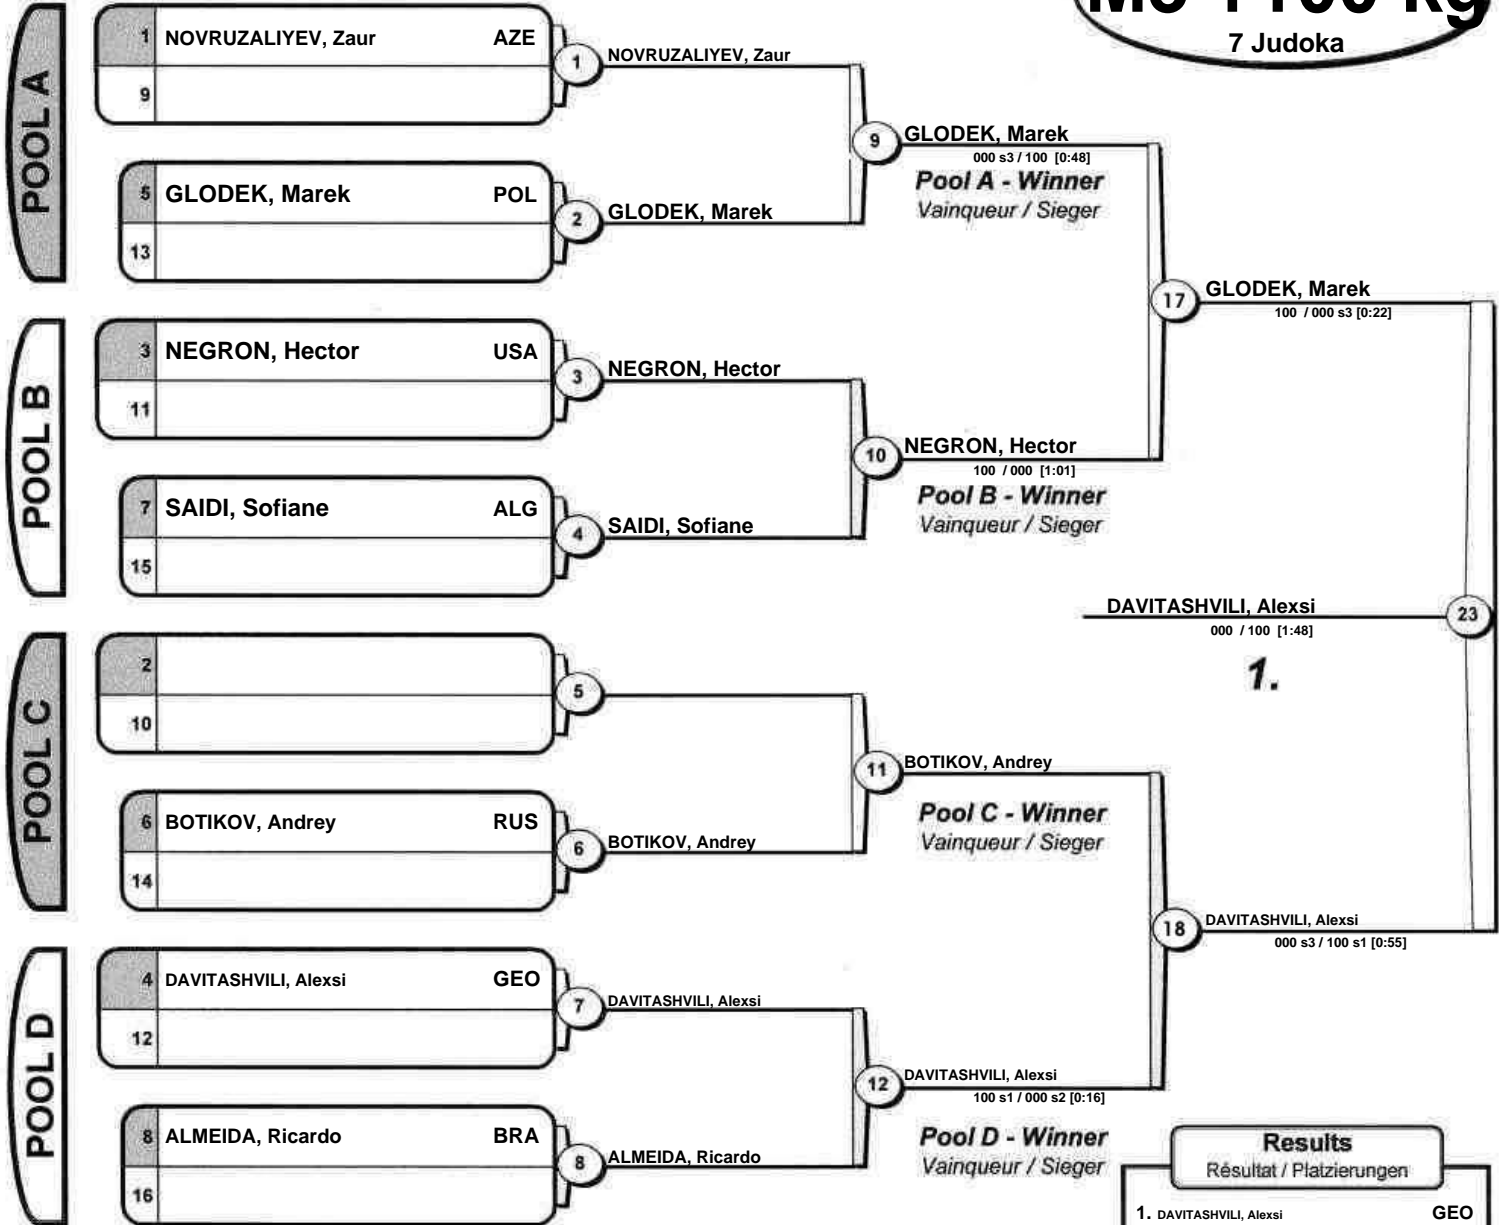 7 Judoka
POOL A
1 NOVRUZALIYEV, Zaur AZE
9
1 NOVRUZALIYEV, Zaur
5 GLODEK, Marek POL
13
2 GLODEK, Marek
9 GLODEK, Marek
000 s3 / 100 [0:48]
Pool A - Winner
Vainqueur / Sieger
POOL B
3 NEGRON, Hector USA
11
3 NEGRON, Hector
7 SAIDI, Sofiane ALG
15
4 SAIDI, Sofiane
10 NEGRON, Hector
100 / 000 [1:01]
Pool B - Winner
Vainqueur / Sieger
17 GLODEK, Marek
100 / 000 s3 [0:22]
DAVITASHVILI, Alexsi 23
000 / 100 [1:48]
1.
POOL C
2
10
5
6 BOTIKOV, Andrey RUS
14
6 BOTIKOV, Andrey
11 BOTIKOV, Andrey
Pool C - Winner
Vainqueur / Sieger
POOL D
4 DAVITASHVILI, Alexsi GEO
12
7 DAVITASHVILI, Alexsi
8 ALMEIDA, Ricardo BRA
16
8 ALMEIDA, Ricardo
12 DAVITASHVILI, Alexsi
100 s1 / 000 s2 [0:16]
Pool D - Winner
Vainqueur / Sieger
18 DAVITASHVILI, Alexsi
000 s3 / 100 s1 [0:55]
Results
Résultat / Platzierungen
1. DAVITASHVILI, Alexsi GEO